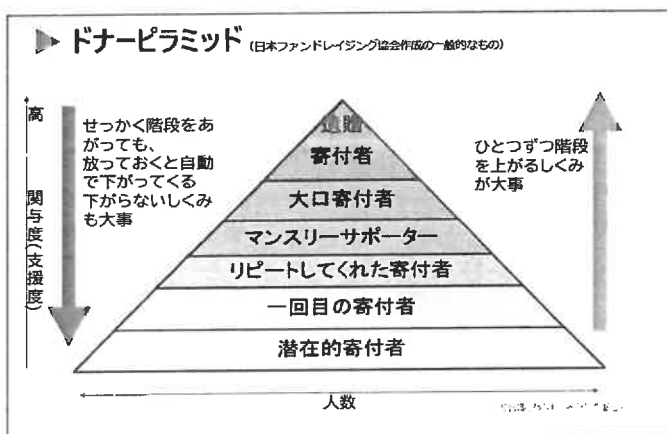 ドナーピラミッド (日本ファンドレイジング協会作成の一般的なもの)
高
関与度(支援度)
せっかく階段をあ
がっても、
放っておくと自動
で下がってくる
下がらないしくみ
も大事
遺贈
寄付者
大口寄付者
マンスリーサポーター
リピートしてくれた寄付者
一回目の寄付者
潜在的寄付者
ひとつずつ階段
を上がるしくみ
が大事
人数